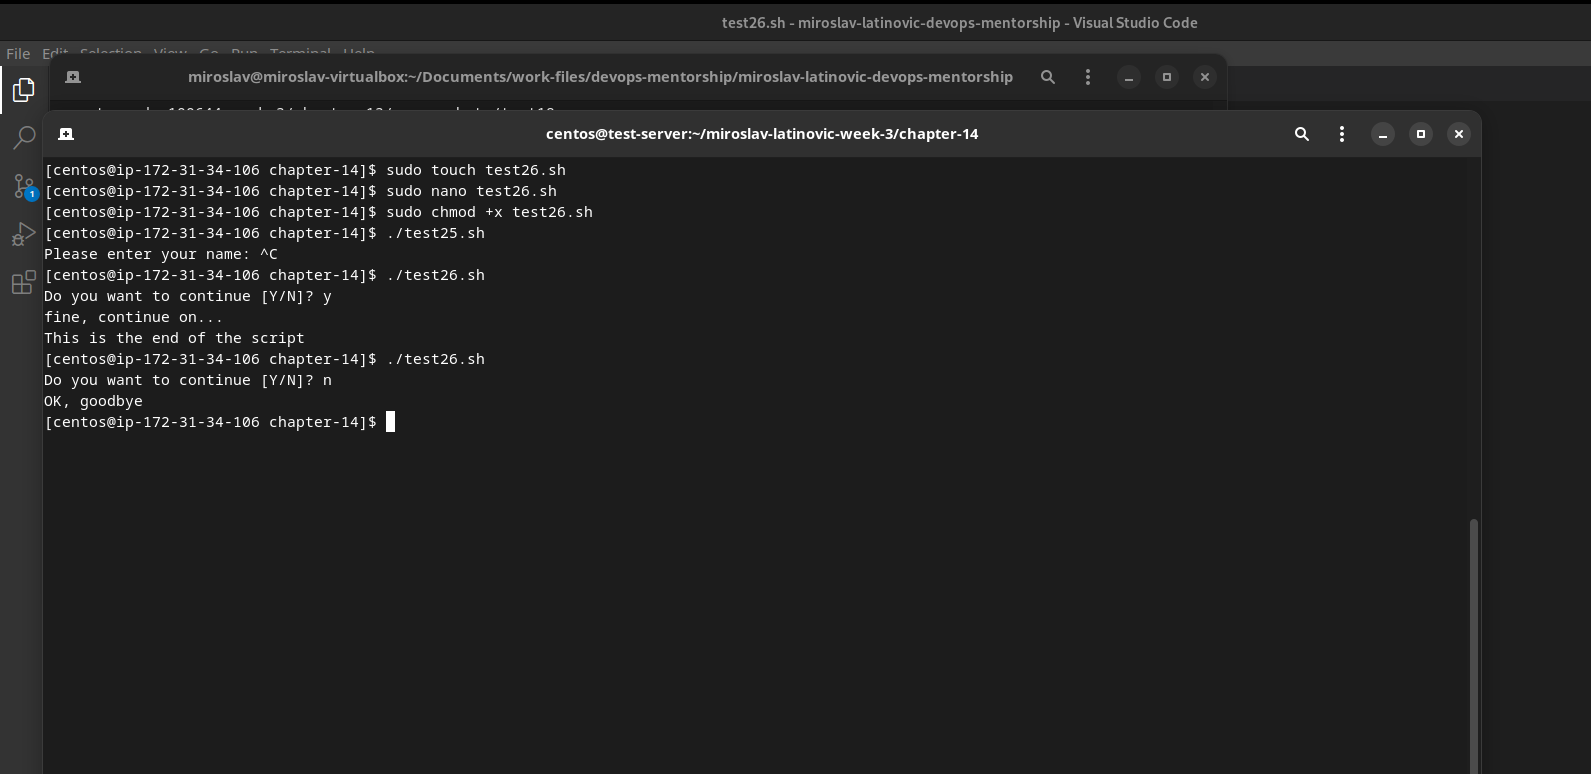 test26.sh - miroslav-latinovic-devops-mentorship - Visual Studio Code
File Edit Selection View Go Run Terminal Help
miroslav@miroslav-virtualbox:~/Documents/work-files/devops-mentorship/miroslav-latinovic-devops-mentorship
centos@test-server:~/miroslav-latinovic-week-3/chapter-14
1
[centos@ip-172-31-34-106 chapter-14]$ sudo touch test26.sh
[centos@ip-172-31-34-106 chapter-14]$ sudo nano test26.sh
[centos@ip-172-31-34-106 chapter-14]$ sudo chmod +x test26.sh
[centos@ip-172-31-34-106 chapter-14]$ ./test25.sh
Please enter your name: ^C
[centos@ip-172-31-34-106 chapter-14]$ ./test26.sh
Do you want to continue [Y/N]? y
fine, continue on...
This is the end of the script
[centos@ip-172-31-34-106 chapter-14]$ ./test26.sh
Do you want to continue [Y/N]? n
OK, goodbye
[centos@ip-172-31-34-106 chapter-14]$